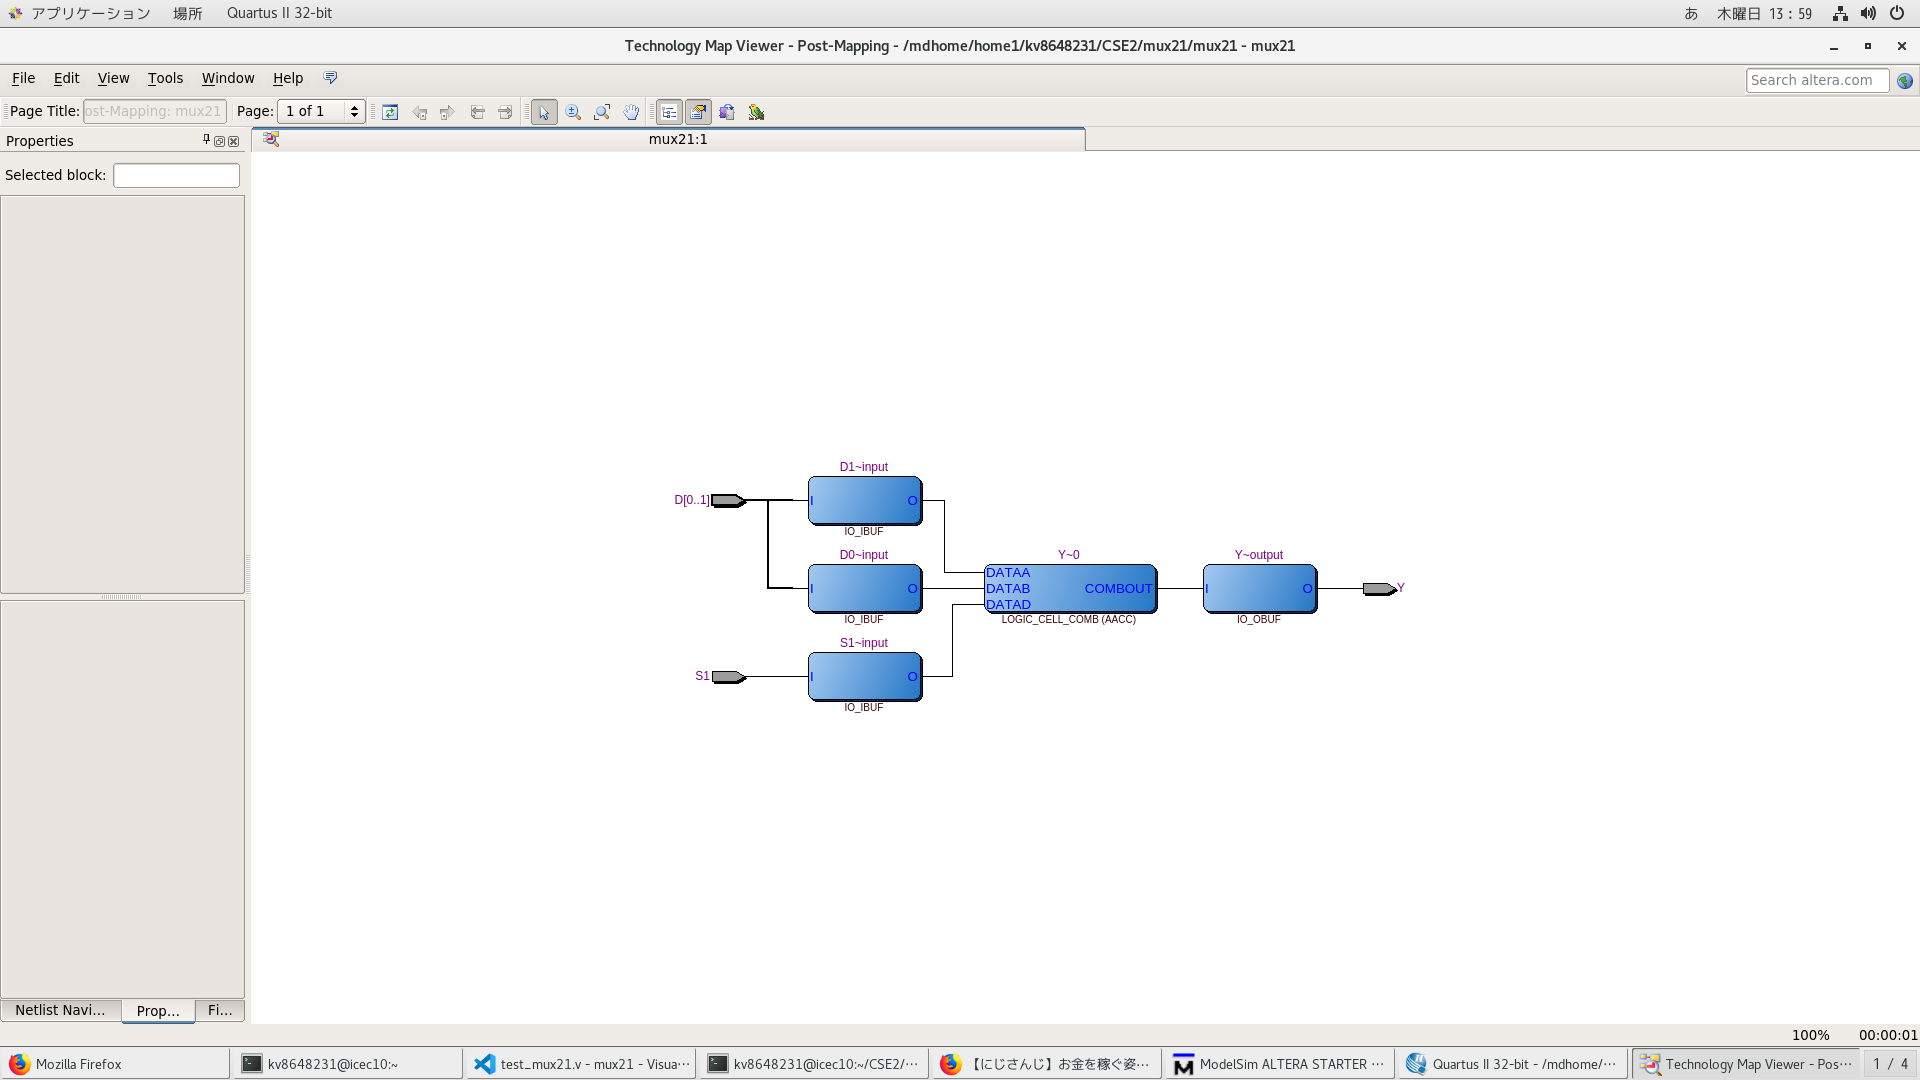 アプリケーション 場所 Quartus II 32-bit あ 木曜日 13：59
Technology Map Viewer - Post-Mapping - /mdhome/home1/kv8648231/CSE2/mux21/mux21 - mux21
File Edit View Tools Window Help Search altera.com
Page Title: ost-Mapping: mux21 Page: 1 of 1
Properties mux21:1
Selected block:
D1~input
D[0..1] I O
IO_IBUF
D0~input Y~0 Y~output
DATAA
I O DATAB COMBOUT I O Y
DATAD
IO_IBUF LOGIC_CELL_COMB (AACC) IO_OBUF
S1~input
S1 I O
IO_IBUF
Netlist Navi... Prop... Fi...
100% 00:00:01
Mozilla Firefox kv8648231@icec10:~ test_mux21.v - mux21 - Visua... kv8648231@icec10:~/CSE2/... 【にじさんじ】お金を稼ぐ姿... ModelSim ALTERA STARTER ... Quartus II 32-bit - /mdhome/... Technology Map Viewer - Pos... 1 / 4